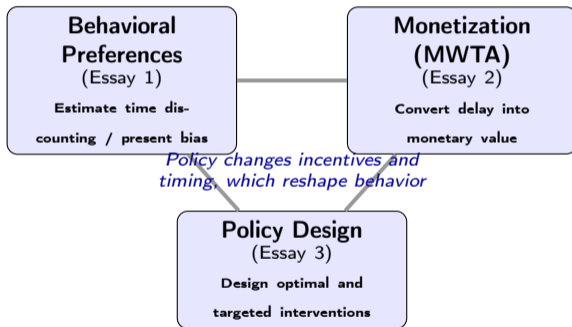 Behavioral
Preferences
(Essay 1)
Estimate time dis-
counting / present bias
Monetization
(MWTA)
(Essay 2)
Convert delay into
monetary value
Policy changes incentives and
timing, which reshape behavior
Policy Design
(Essay 3)
Design optimal and
targeted interventions